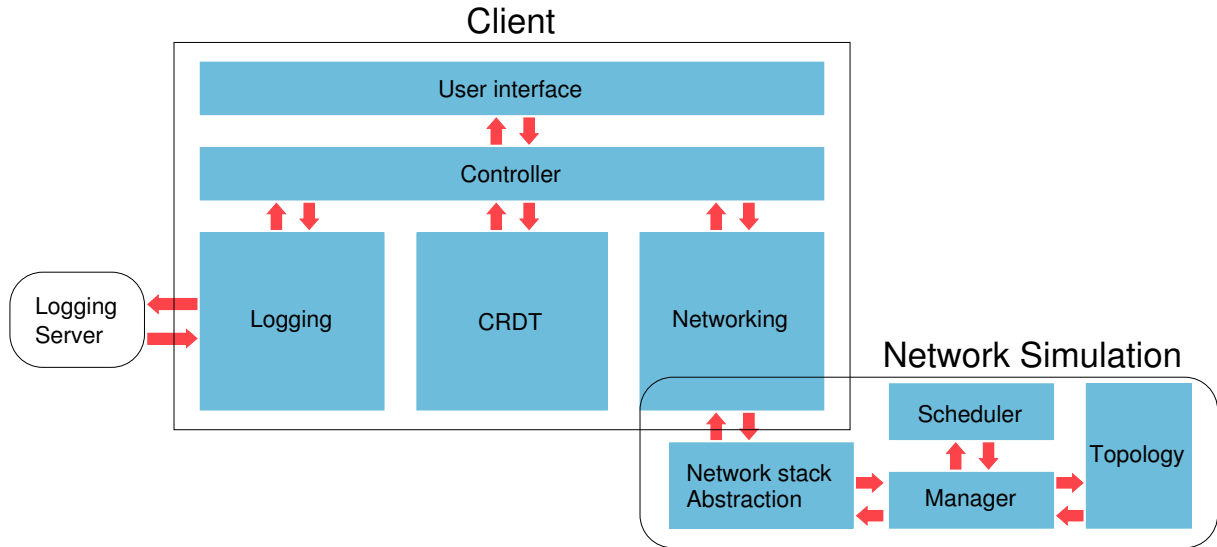 Client
User interface
Controller
Logging
CRDT
Networking
Logging
Server
Network Simulation
Scheduler
Topology
Network stack
Abstraction
Manager